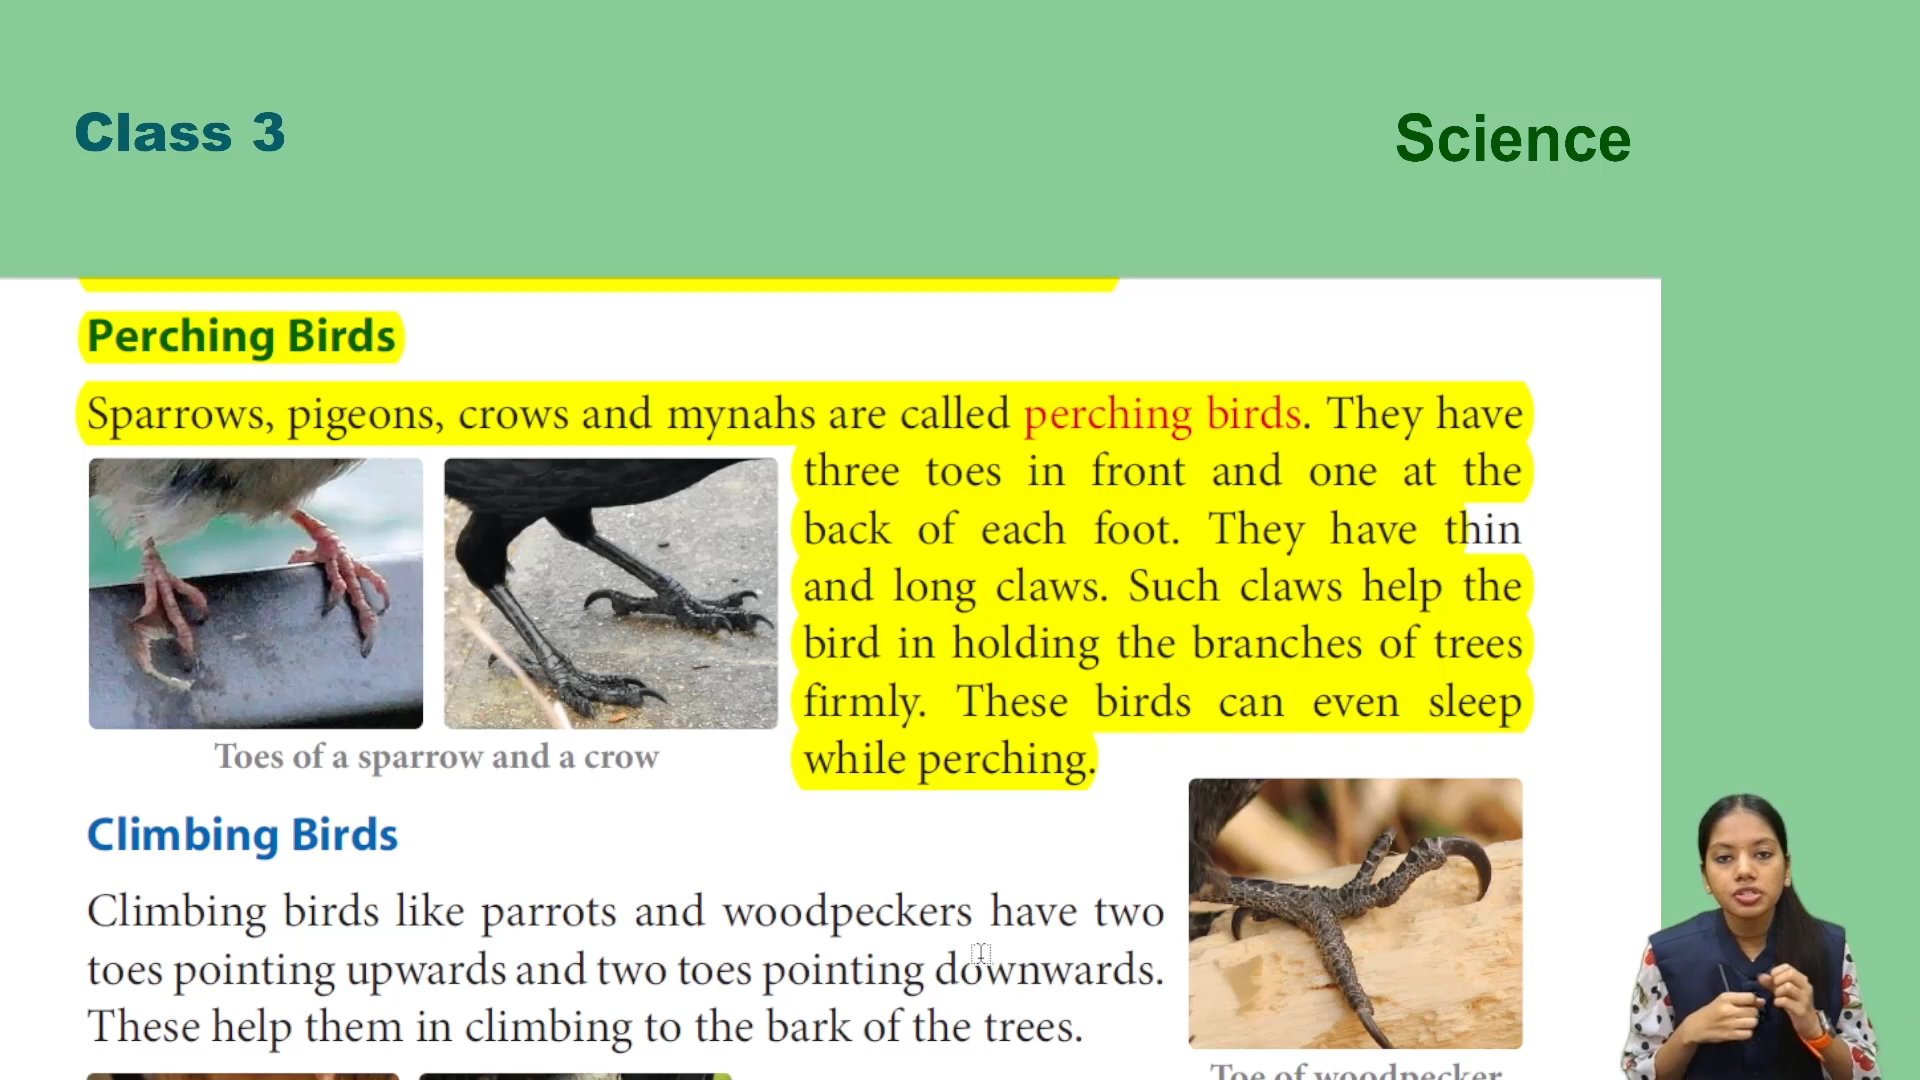 Class 3
Science
Perching Birds
Sparrows, pigeons, crows and mynahs are called perching birds. They have
three toes in front and one at the
back of each foot. They have thin
and long claws. Such claws help the
bird in holding the branches of trees
firmly. These birds can even sleep
while perching.
Toes of a sparrow and a crow
Climbing Birds
Climbing birds like parrots and woodpeckers have two
toes pointing upwards and two toes pointing downwards.
These help them in climbing to the bark of the trees.
Toe of woodpecker